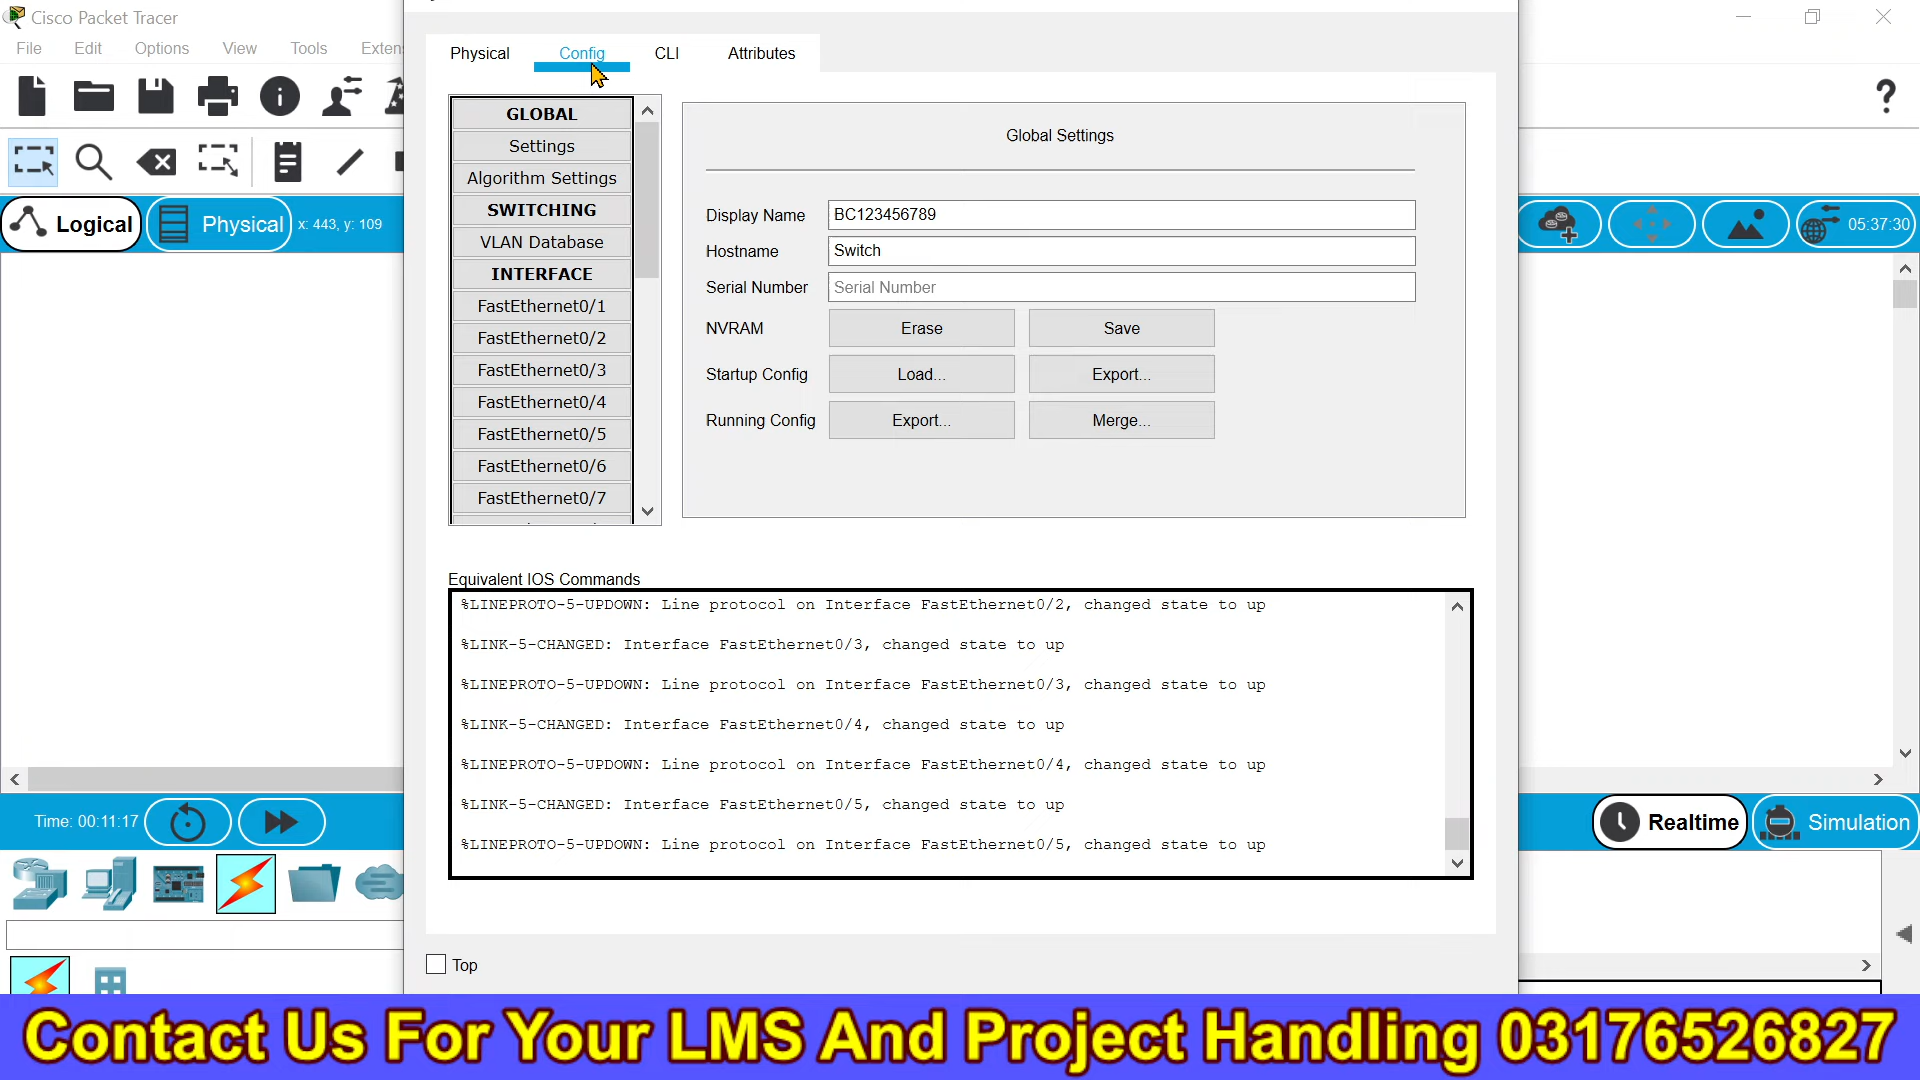 Cisco Packet Tracer
File Edit Options View Tools Exten
Physical Config CLI Attributes
Logical Physical x: 443, y: 109
05:37:30
GLOBAL
Settings
Algorithm Settings
SWITCHING
VLAN Database
INTERFACE
FastEthernet0/1
FastEthernet0/2
FastEthernet0/3
FastEthernet0/4
FastEthernet0/5
FastEthernet0/6
FastEthernet0/7
Global Settings
Display Name BC123456789
Hostname Switch
Serial Number Serial Number
NVRAM Erase Save
Startup Config Load... Export...
Running Config Export... Merge...
Equivalent IOS Commands
%LINEPROTO-5-UPDOWN: Line protocol on Interface FastEthernet0/2, changed state to up
%LINK-5-CHANGED: Interface FastEthernet0/3, changed state to up
%LINEPROTO-5-UPDOWN: Line protocol on Interface FastEthernet0/3, changed state to up
%LINK-5-CHANGED: Interface FastEthernet0/4, changed state to up
%LINEPROTO-5-UPDOWN: Line protocol on Interface FastEthernet0/4, changed state to up
%LINK-5-CHANGED: Interface FastEthernet0/5, changed state to up
%LINEPROTO-5-UPDOWN: Line protocol on Interface FastEthernet0/5, changed state to up
Time: 00:11:17
Realtime Simulation
Top
Contact Us For Your LMS And Project Handling 03176526827